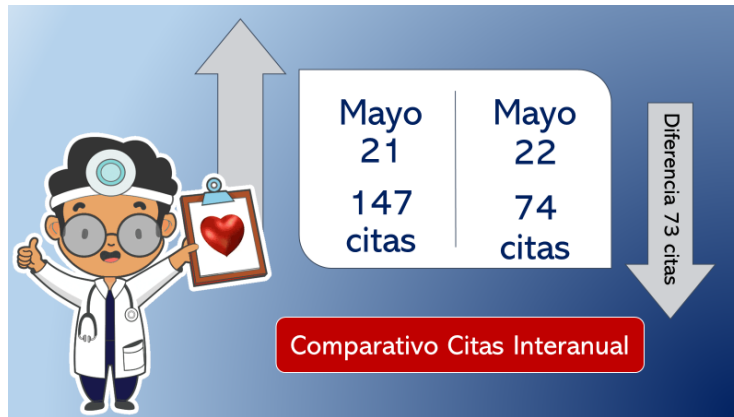 Mayo
21
147
citas
Mayo
22
74
citas
Diferencia 73 citas
Comparativo Citas Interanual